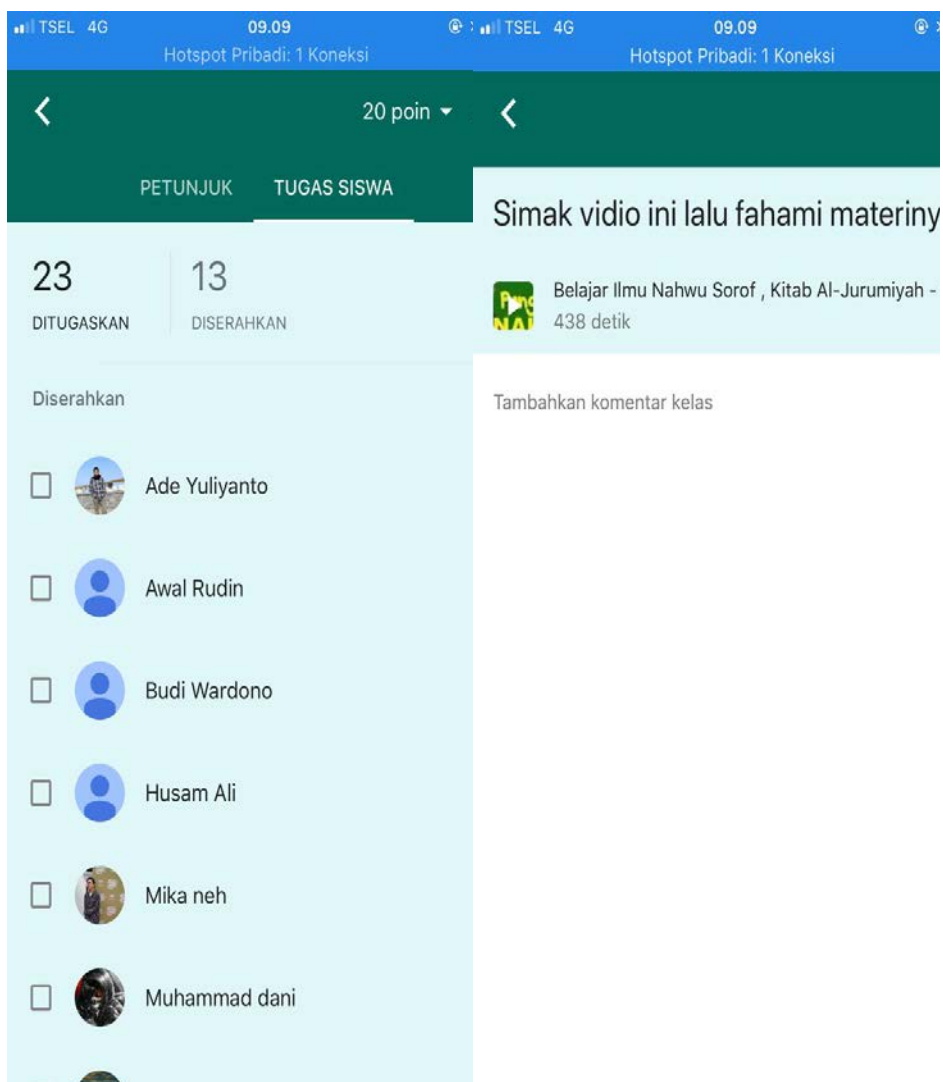 TSEL 4G 09.09
Hotspot Pribadi: 1 Koneksi
20 poin
PETUNJUK TUGAS SISWA
23 13
DITUGASKAN DISERAHKAN
Diserahkan
Ade Yuliyanto
Awal Rudin
Budi Wardono
Husam Ali
Mika neh
Muhammad dani
TSEL 4G 09.09
Hotspot Pribadi: 1 Koneksi
Simak vidio ini lalu fahami materiny
Belajar Ilmu Nahwu Sorof , Kitab Al-Jurumiyah -
438 detik
Tambahkan komentar kelas